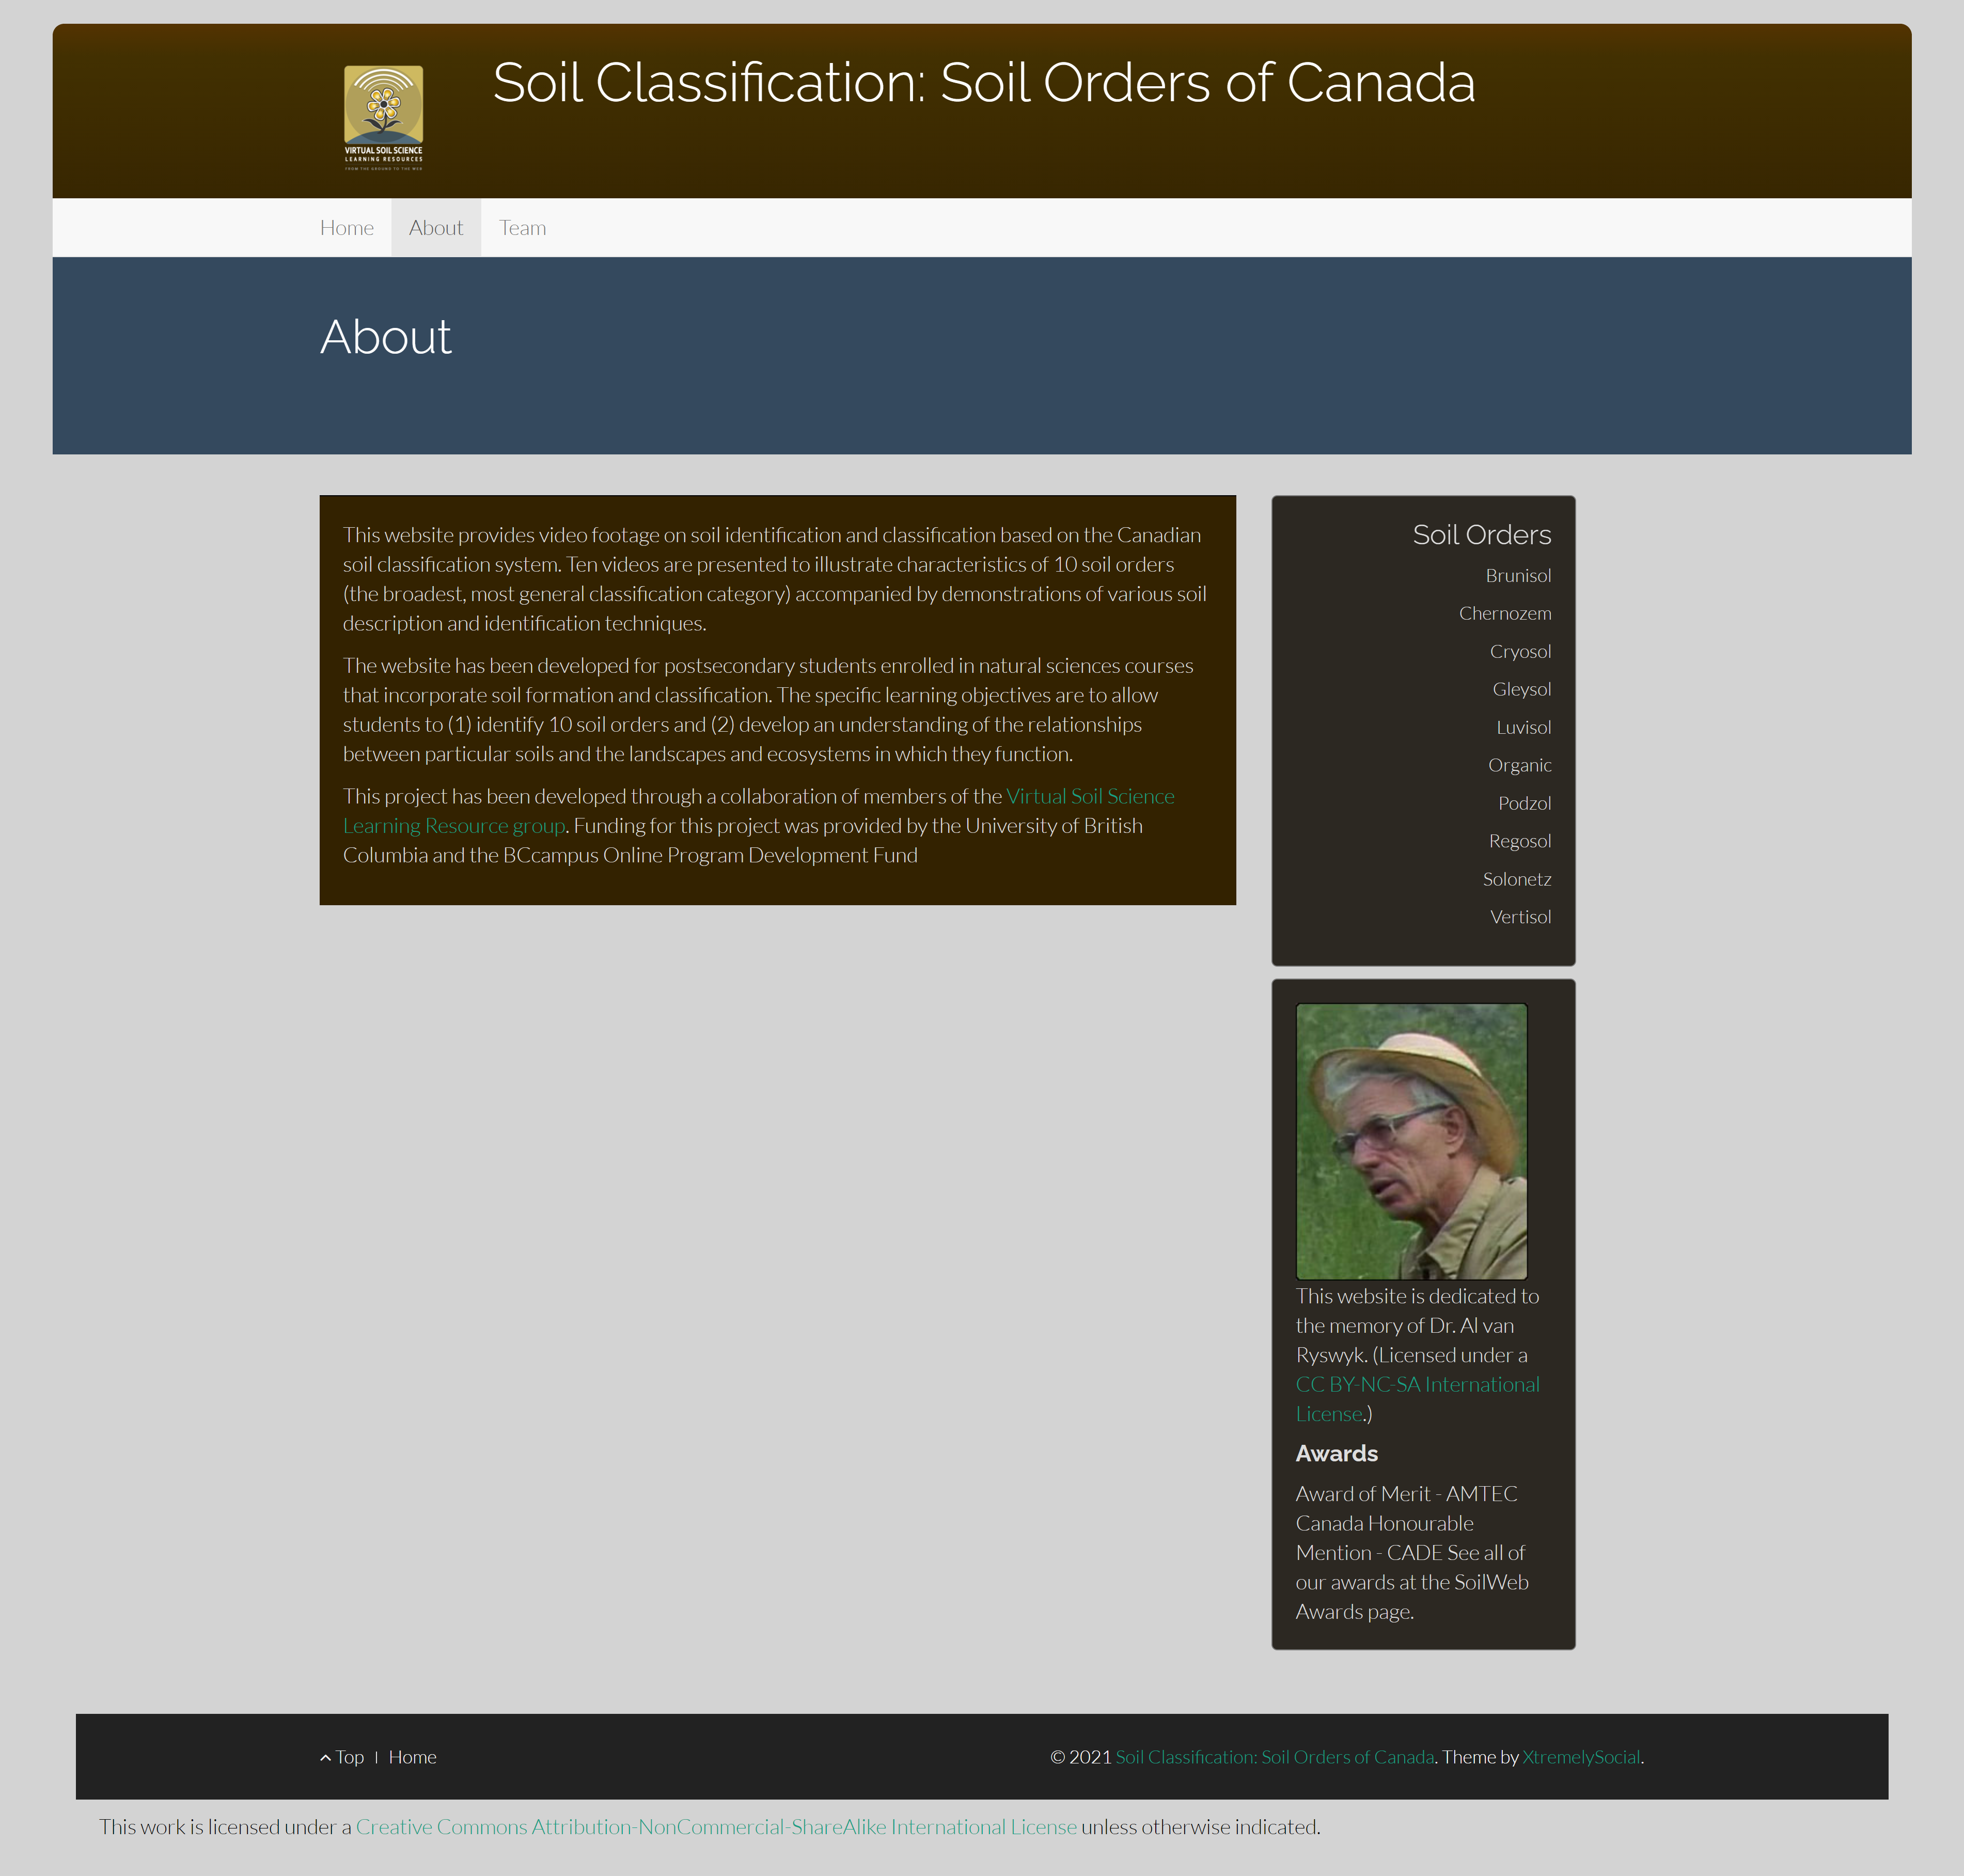 Soil Classification: Soil Orders of Canada
VIRTUAL SOIL SCIENCE
LEARNING RESOURCES
FROM THE GROUND TO THE WEB
Home
About
Team
About
This website provides video footage on soil identification and classification based on the Canadian
soil classification system. Ten videos are presented to illustrate characteristics of 10 soil orders
(the broadest, most general classification category) accompanied by demonstrations of various soil
description and identification techniques.
The website has been developed for postsecondary students enrolled in natural sciences courses
that incorporate soil formation and classification. The specific learning objectives are to allow
students to (1) identify 10 soil orders and (2) develop an understanding of the relationships
between particular soils and the landscapes and ecosystems in which they function.
This project has been developed through a collaboration of members of the Virtual Soil Science
Learning Resource group. Funding for this project was provided by the University of British
Columbia and the BCcampus Online Program Development Fund
Soil Orders
Brunisol
Chernozem
Cryosol
Gleysol
Luvisol
Organic
Podzol
Regosol
Solonetz
Vertisol
This website is dedicated to
the memory of Dr. Al van
Ryswyk. (Licensed under a
CC BY-NC-SA International
License.)
Awards
Award of Merit - AMTEC
Canada Honourable
Mention - CADE See all of
our awards at the SoilWeb
Awards page.
Top | Home
© 2021 Soil Classification: Soil Orders of Canada. Theme by XtremelySocial.
This work is licensed under a Creative Commons Attribution-NonCommercial-ShareAlike International License unless otherwise indicated.